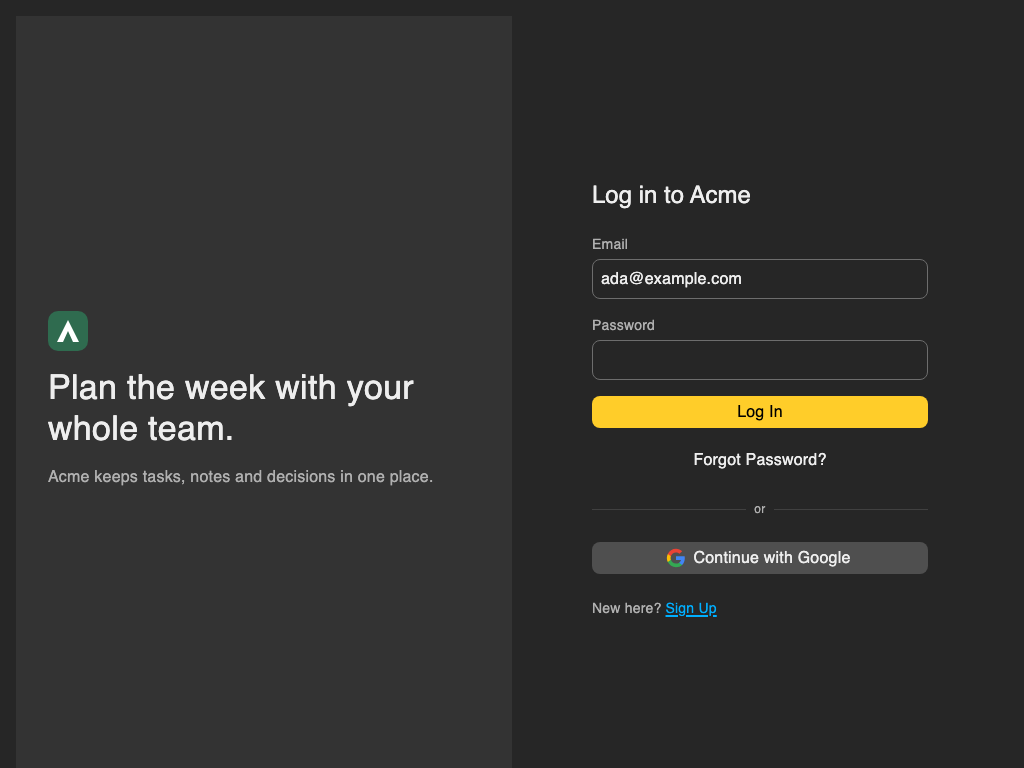 Plan the week with your
whole team.
Acme keeps tasks, notes and decisions in one place.
Log in to Acme
Email
ada@example.com
Password
Log In
Forgot Password?
or
Continue with Google
New here? Sign Up